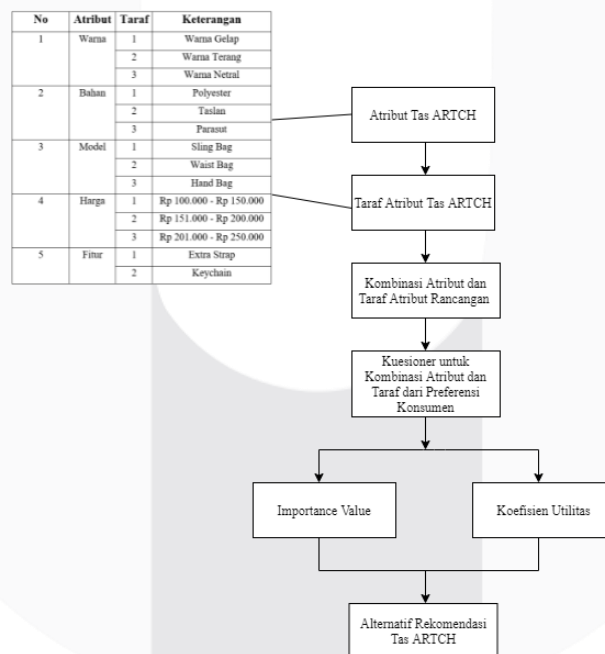 No Atribut Taraf Keterangan
1 Warna 1 Warna Gelap
2 Warna Terang
3 Warna Netral
2 Bahan 1 Polyester
2 Taslan
3 Parasut
3 Model 1 Sling Bag
2 Waist Bag
3 Hand Bag
4 Harga 1 Rp 100.000 - Rp 150.000
2 Rp 151.000 - Rp 200.000
3 Rp 201.000 - Rp 250.000
5 Fitur 1 Extra Strap
2 Keychain
Atribut Tas ARTCH
Taraf Atribut Tas ARTCH
Kombinasi Atribut dan
Taraf Atribut Rancangan
Kuesioner untuk
Kombinasi Atribut dan
Taraf dari Preferensi
Konsumen
Importance Value
Koefisien Utilitas
Alternatif Rekomendasi
Tas ARTCH